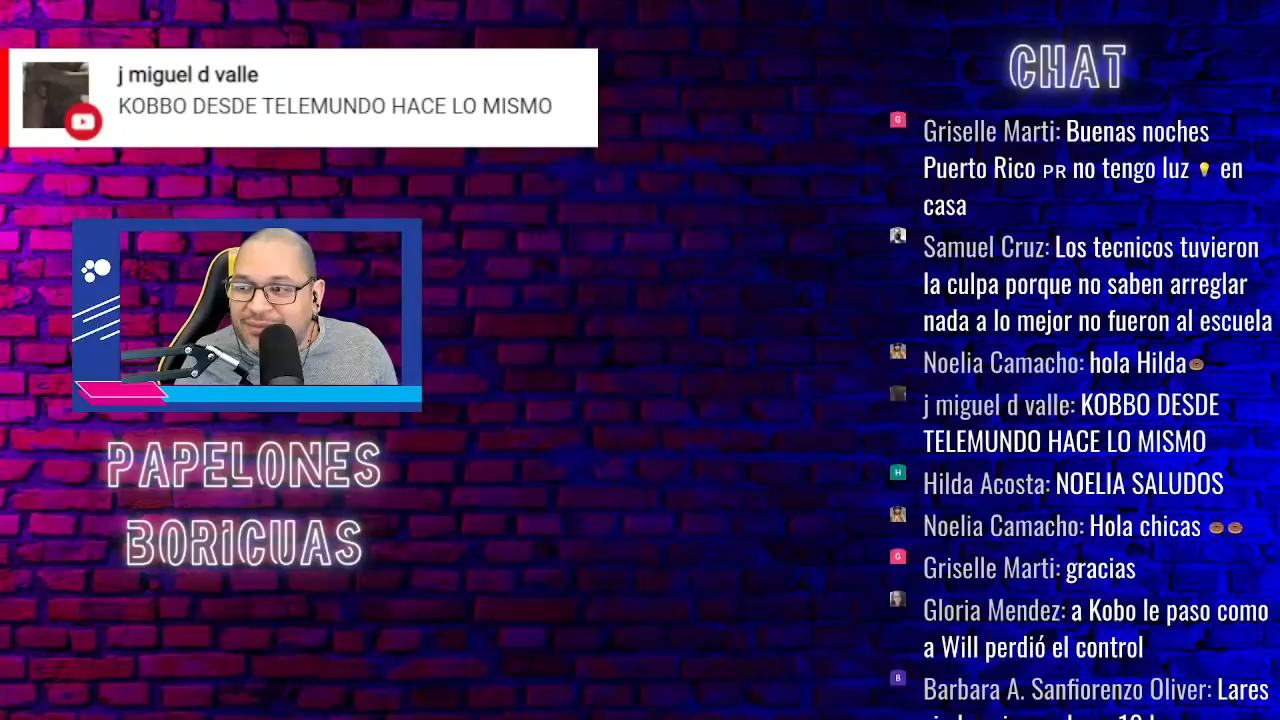 j miguel d valle
KOBBO DESDE TELEMUNDO HACE LO MISMO
PAPELONES
BORICUAS
CHAT
Griselle Marti: Buenas noches
Puerto Rico PR no tengo luz 💡 en
casa
Samuel Cruz: Los tecnicos tuvieron
la culpa porque no saben arreglar
nada a lo mejor no fueron al escuela
Noelia Camacho: hola Hilda🍩
j miguel d valle: KOBBO DESDE
TELEMUNDO HACE LO MISMO
Hilda Acosta: NOELIA SALUDOS
Noelia Camacho: Hola chicas 🍩🍩
Griselle Marti: gracias
Gloria Mendez: a Kobo le paso como
a Will perdió el control
Barbara A. Sanfiorenzo Oliver: Lares